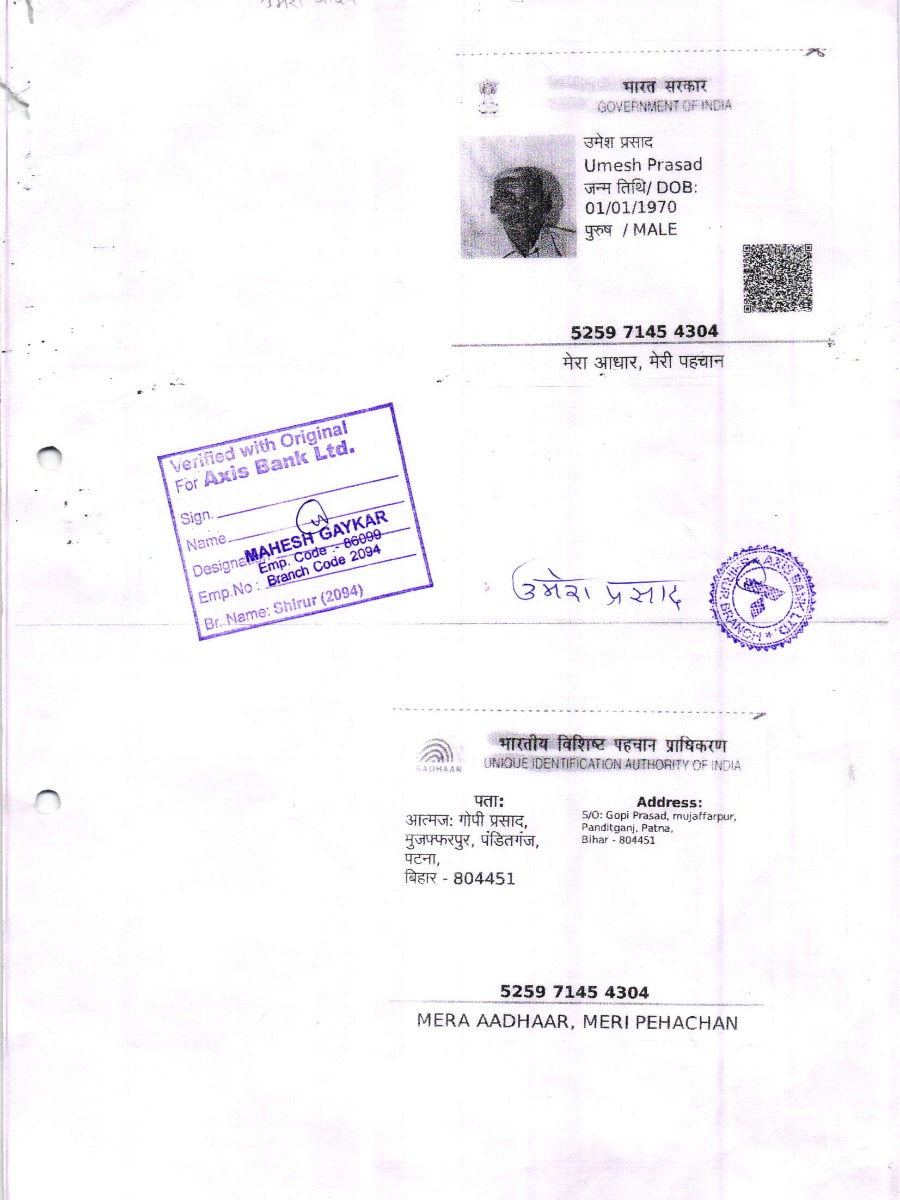 भारत सरकार
GOVERNMENT OF INDIA
उमेश प्रसाद
Umesh Prasad
जन्म तिथि/ DOB:
01/01/1970
पुरुष / MALE
5259 7145 4304
मेरा आधार, मेरी पहचान
Verified with Original
For Axis Bank Ltd.
Sign.
Name
MAHESH GAYKAR
Emp. Code :- 86099
Emp.No : Branch Code 2094
Br. Name: Shirur (2094)
उमेश प्रसाद
AXIS BANK LTD. * BRANCH
AADHAAR
भारतीय विशिष्ट पहचान प्राधिकरण
UNIQUE IDENTIFICATION AUTHORITY OF INDIA
पता:
आत्मज: गोपी प्रसाद,
मुजफ्फरपुर, पंडितगंज,
पटना,
बिहार - 804451
Address:
S/O: Gopi Prasad, mujaffarpur,
Panditganj, Patna,
Bihar - 804451
5259 7145 4304
MERA AADHAAR, MERI PEHACHAN